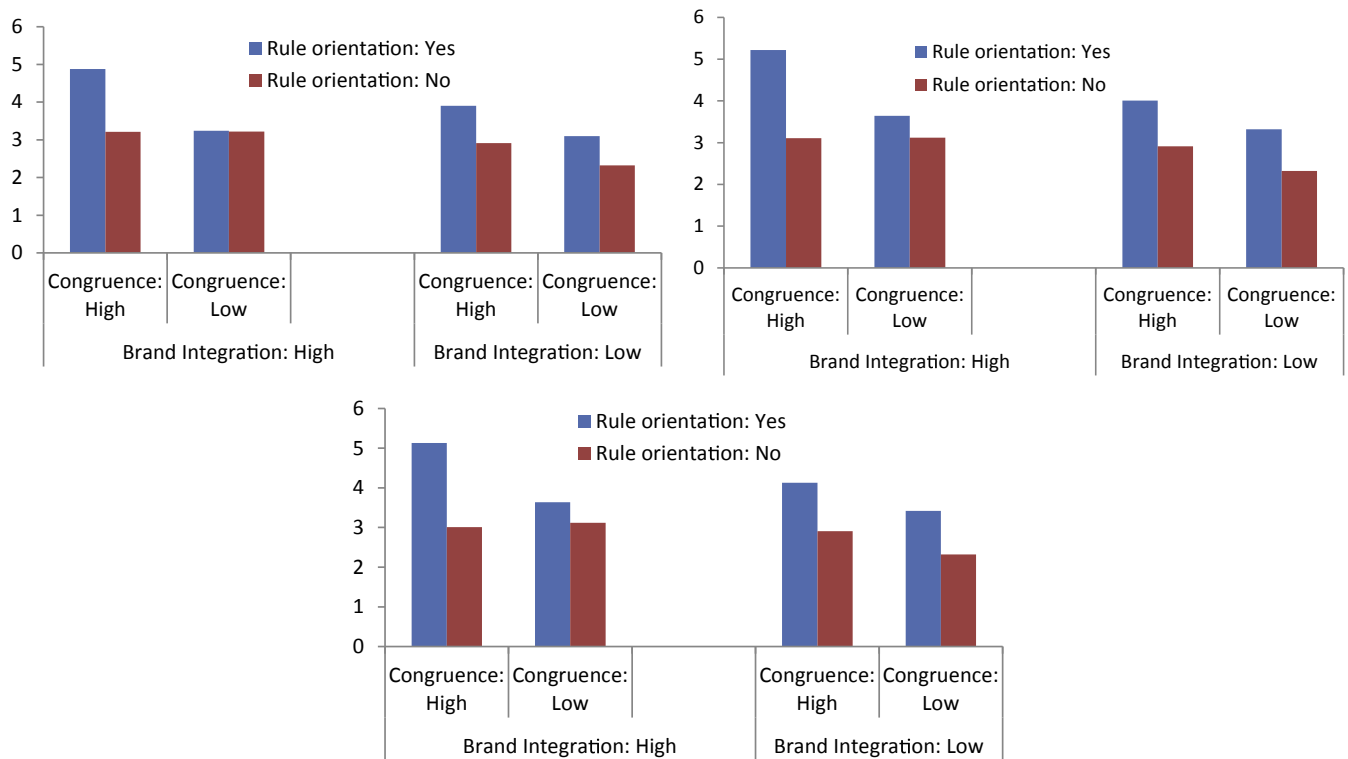 6
5
4
3
2
1
0
Rule orientation: Yes
Rule orientation: No
Congruence: High
Congruence: Low
Congruence: High
Congruence: Low
Brand Integration: High
Brand Integration: Low
6
5
4
3
2
1
0
Rule orientation: Yes
Rule orientation: No
Congruence: High
Congruence: Low
Congruence: High
Congruence: Low
Brand Integration: High
Brand Integration: Low
6
5
4
3
2
1
0
Rule orientation: Yes
Rule orientation: No
Congruence: High
Congruence: Low
Congruence: High
Congruence: Low
Brand Integration: High
Brand Integration: Low